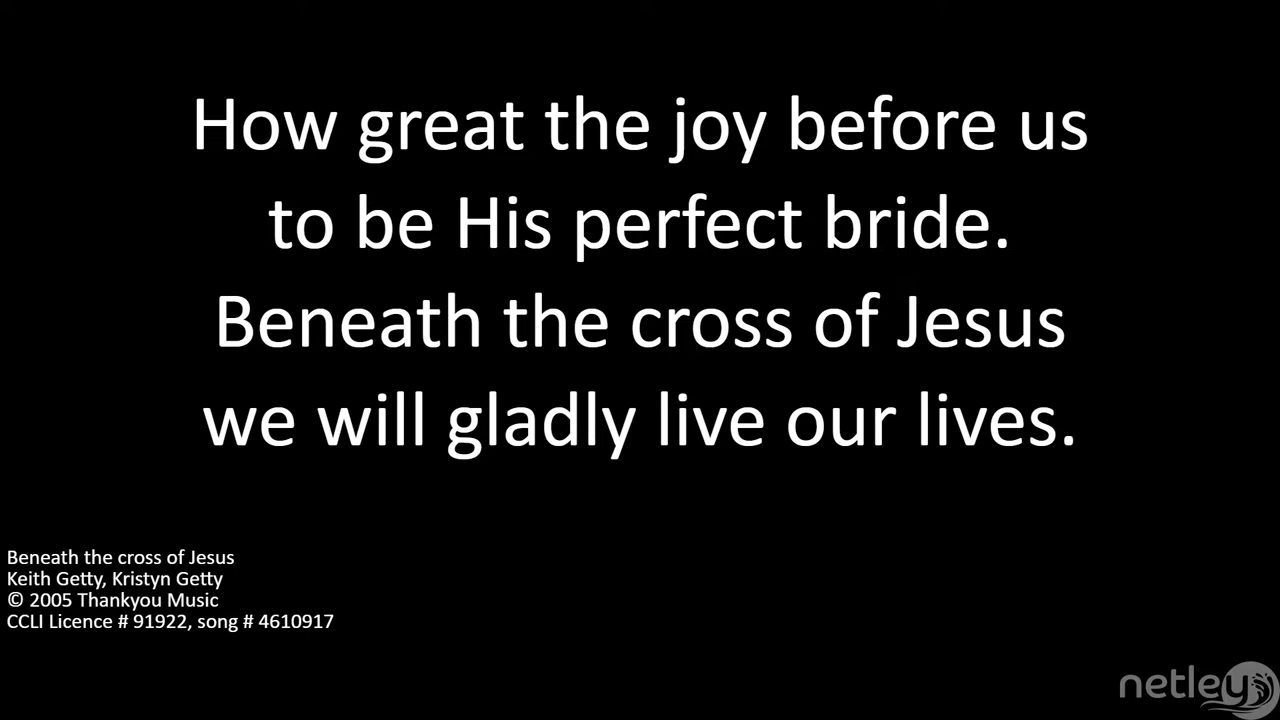 How great the joy before us
to be His perfect bride.
Beneath the cross of Jesus
we will gladly live our lives.
Beneath the cross of Jesus
Keith Getty, Kristyn Getty
© 2005 Thankyou Music
CCLI Licence # 91922, song # 4610917
netley